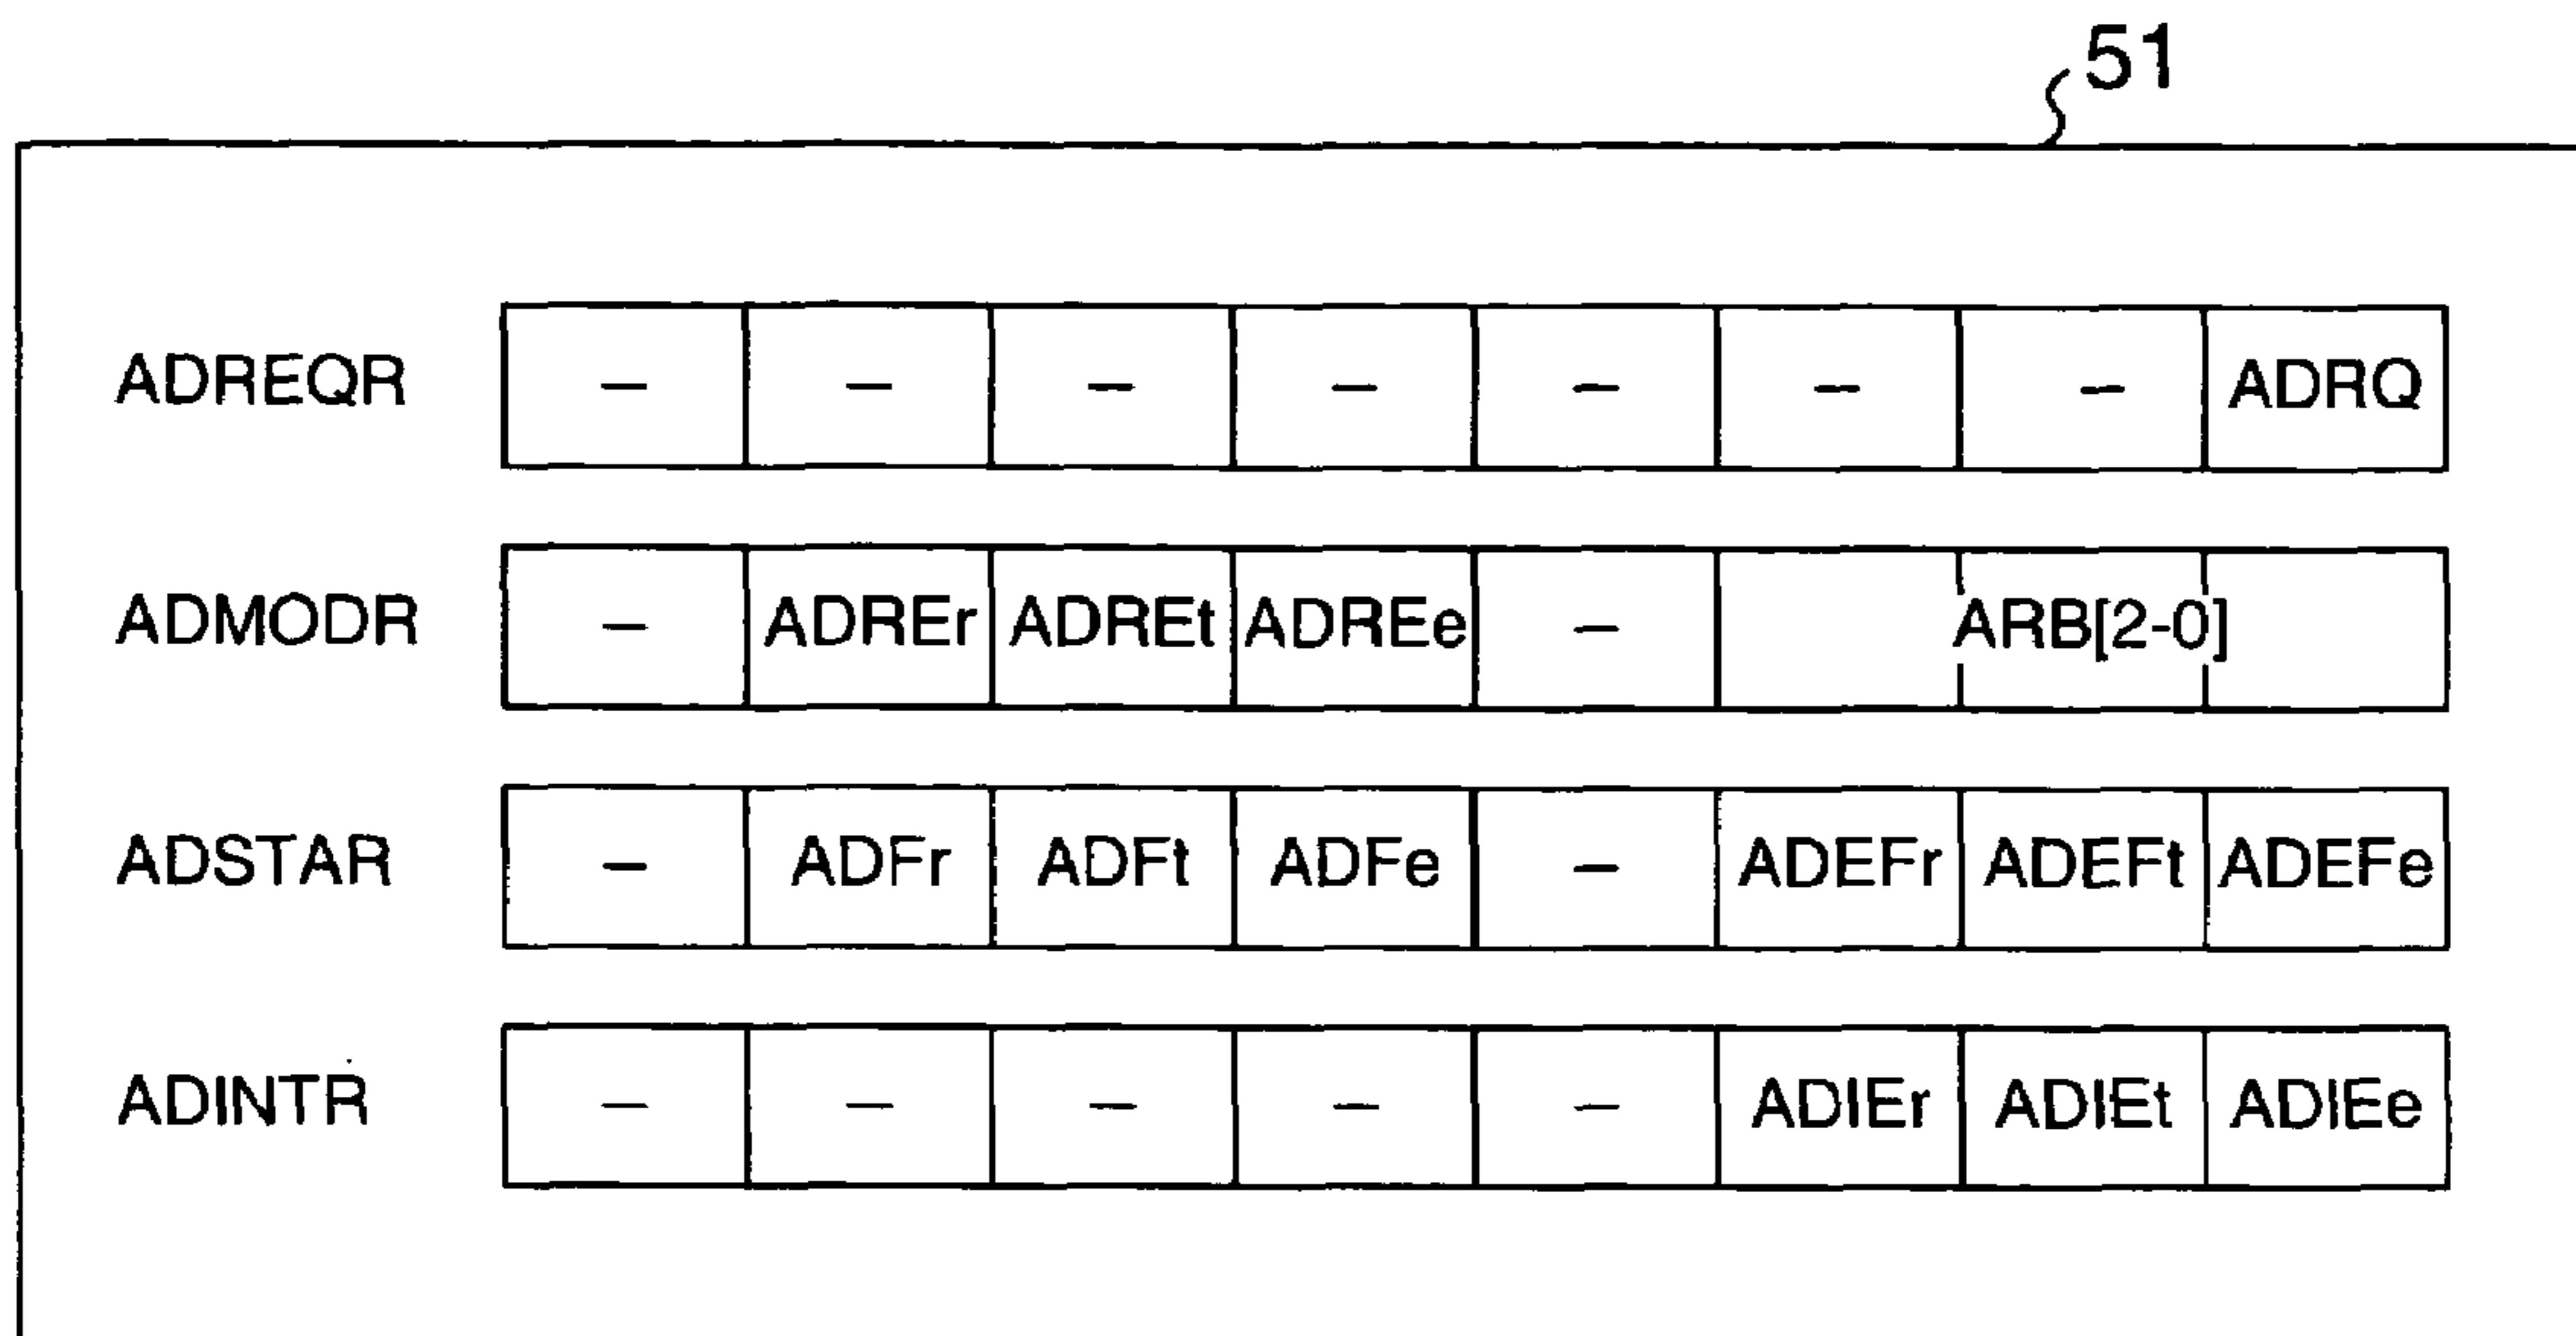 51
ADREQR – – – – – – – ADRQ
ADMODR – ADREr ADREt ADREe – ARB[2-0]
ADSTAR – ADFr ADFt ADFe – ADEFr ADEFt ADEFe
ADINTR – – – – – ADIEr ADIEt ADIEe